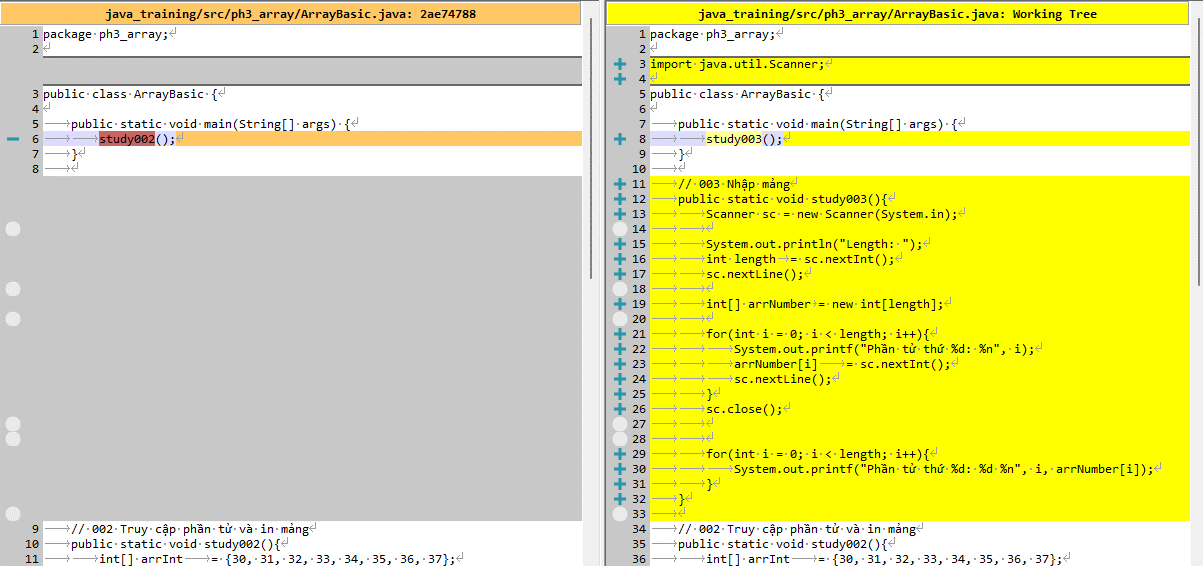 java_training/src/ph3_array/ArrayBasic.java: 2ae74788
1 package ph3_array;
2
3 public class ArrayBasic {
4
5 public static void main(String[] args) {
6 study002();
7 }
8
9 // 002 Truy cập phần tử và in mảng
10 public static void study002(){
11 int[] arrInt = {30, 31, 32, 33, 34, 35, 36, 37};
java_training/src/ph3_array/ArrayBasic.java: Working Tree
1 package ph3_array;
2
3 import java.util.Scanner;
4
5 public class ArrayBasic {
6
7 public static void main(String[] args) {
8 study003();
9 }
10
11 // 003 Nhập mảng
12 public static void study003(){
13 Scanner sc = new Scanner(System.in);
14
15 System.out.println("Length: ");
16 int length = sc.nextInt();
17 sc.nextLine();
18
19 int[] arrNumber = new int[length];
20
21 for(int i = 0; i < length; i++){
22 System.out.printf("Phần tử thứ %d: %n", i);
23 arrNumber[i] = sc.nextInt();
24 sc.nextLine();
25 }
26 sc.close();
27
28
29 for(int i = 0; i < length; i++){
30 System.out.printf("Phần tử thứ %d: %d %n", i, arrNumber[i]);
31 }
32 }
33
34 // 002 Truy cập phần tử và in mảng
35 public static void study002(){
36 int[] arrInt = {30, 31, 32, 33, 34, 35, 36, 37};